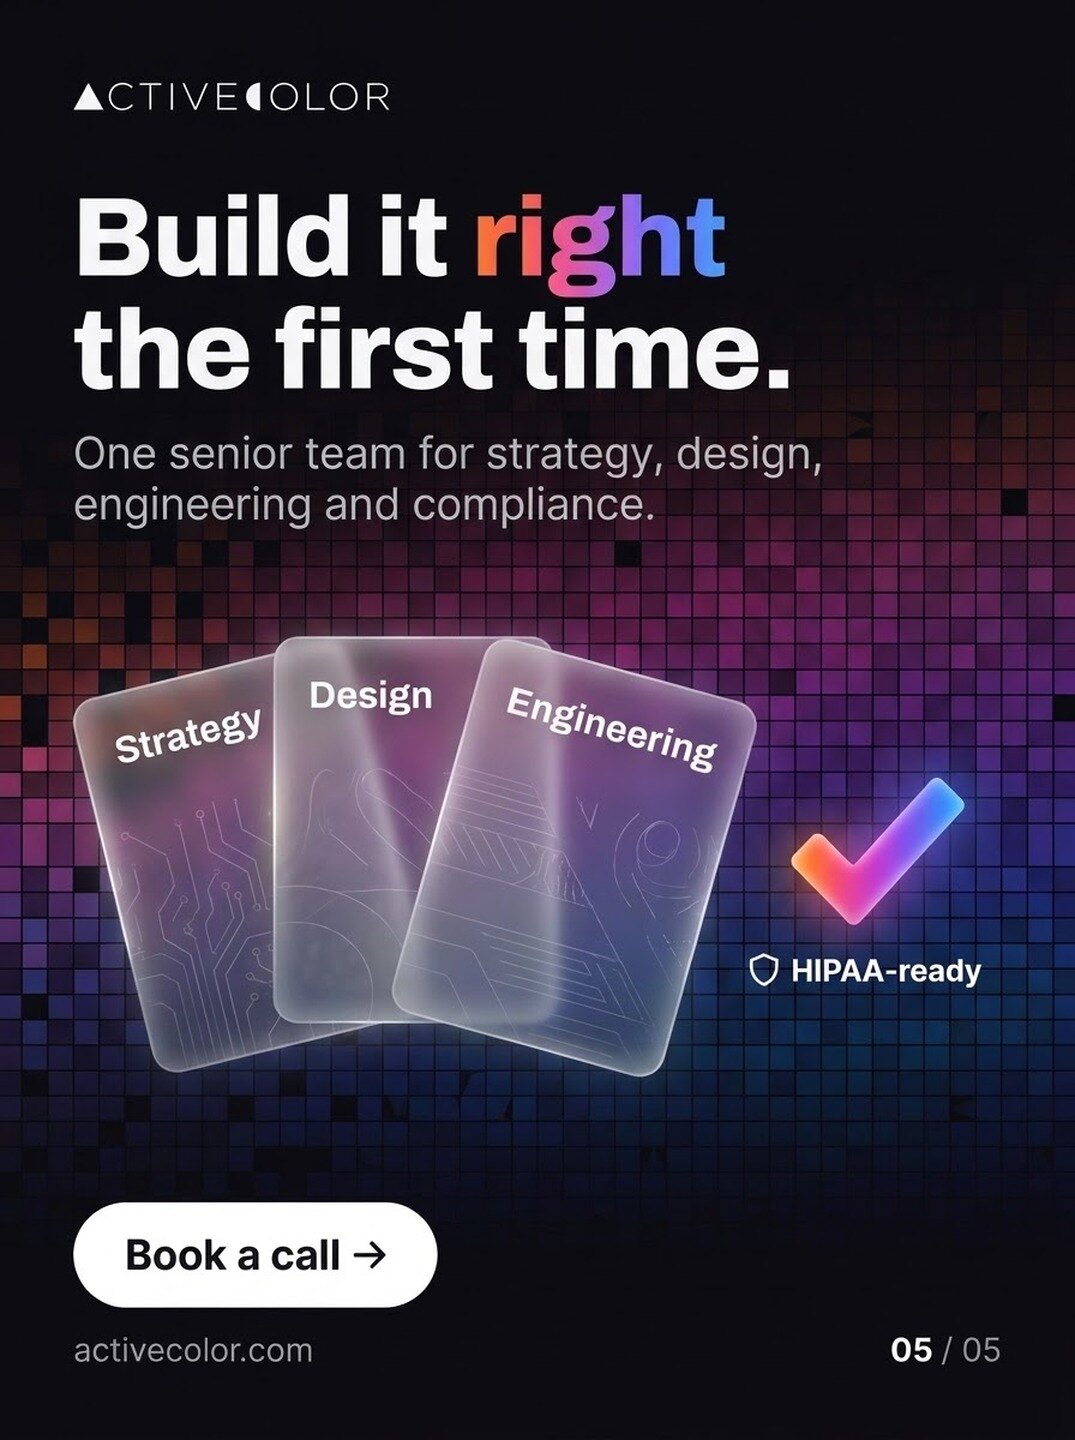 ACTIVECOLOR
Build it right
the first time.
One senior team for strategy, design,
engineering and compliance.
Strategy
Design
Engineering
HIPAA-ready
Book a call →
activecolor.com
05 / 05